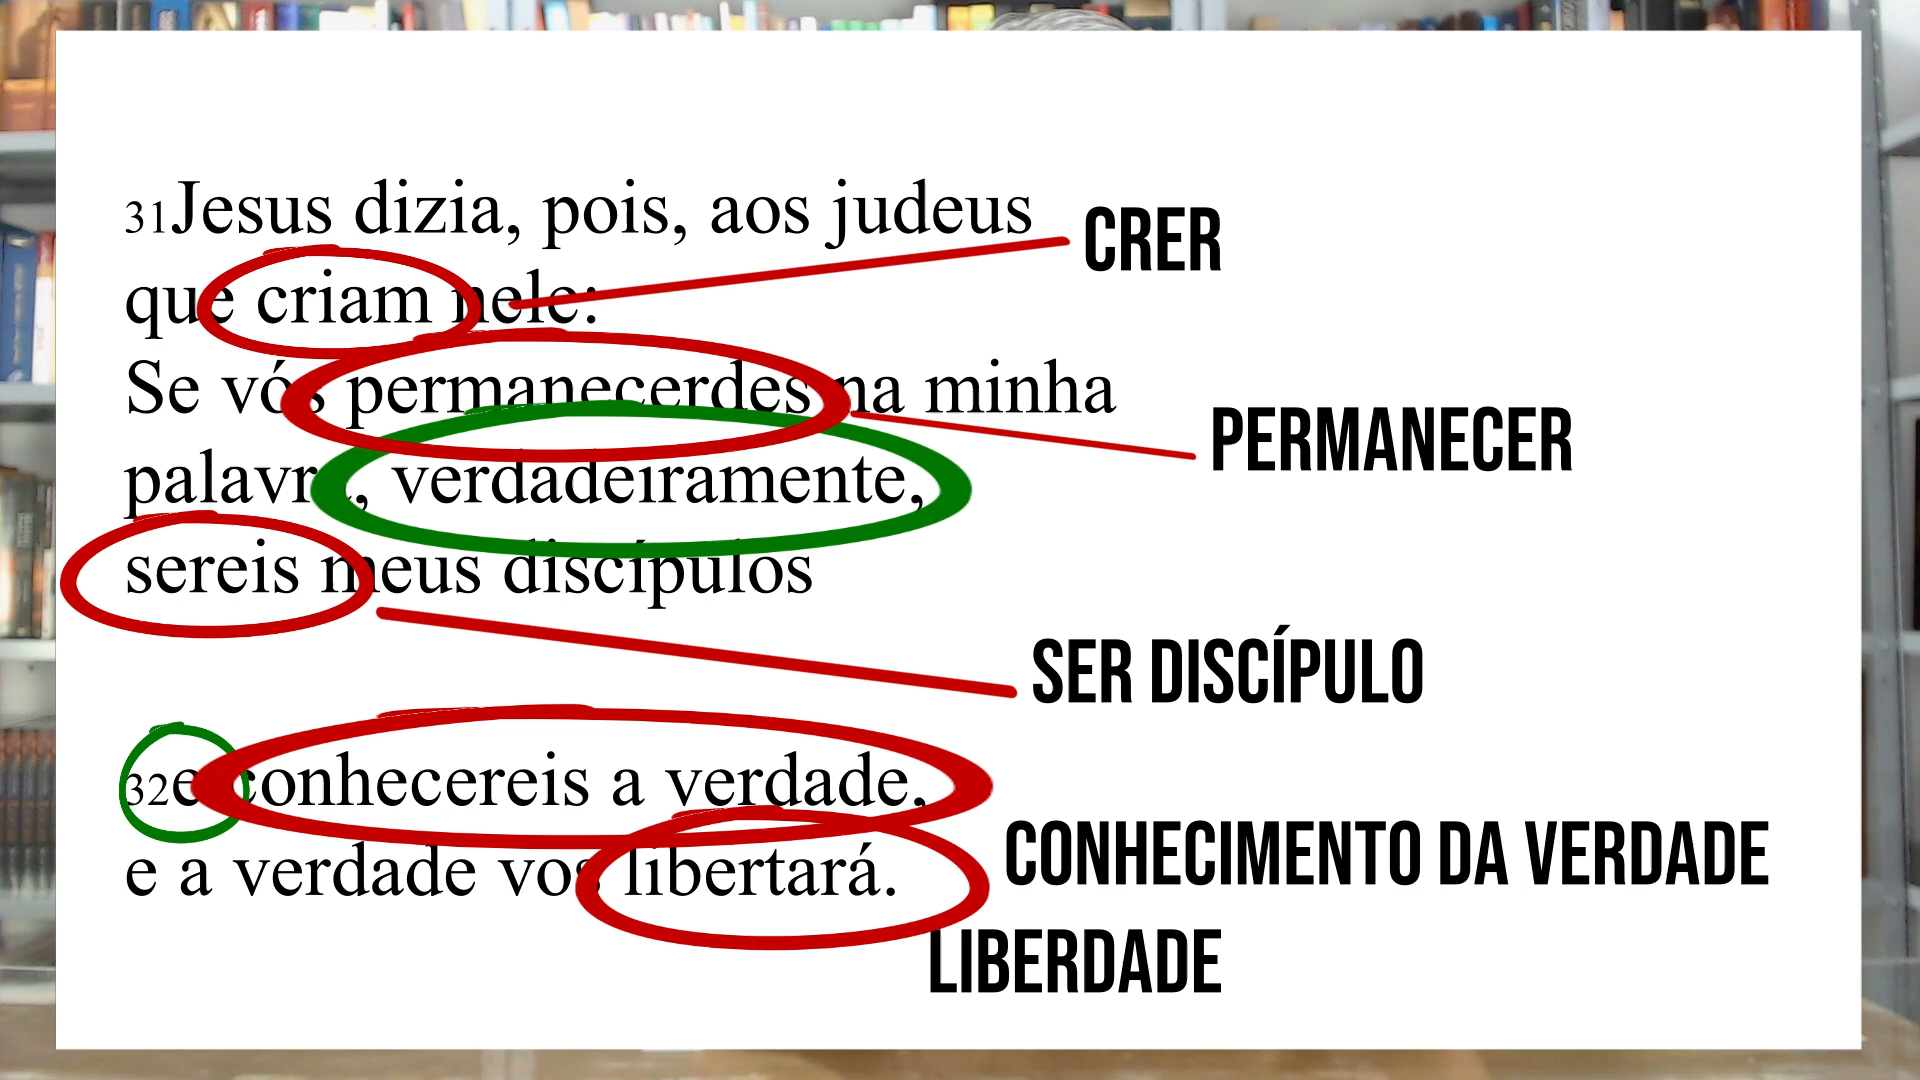 31Jesus dizia, pois, aos judeus
CRER
que criam nele:
Se vós permanecerdes na minha
PERMANECER
palavra, verdadeiramente,
sereis meus discípulos
SER DISCÍPULO
32e conhecereis a verdade,
CONHECIMENTO DA VERDADE
e a verdade vos libertará.
LIBERDADE